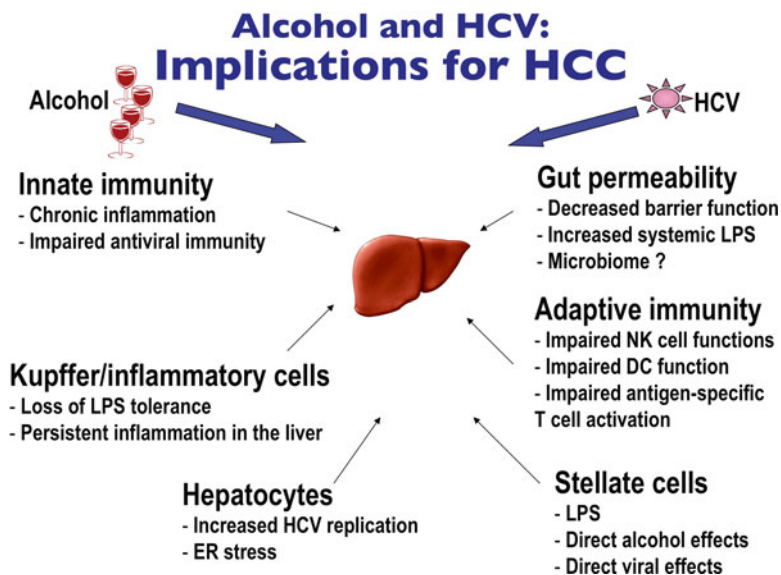 Alcohol and HCV:
Implications for HCC
Alcohol
HCV
Innate immunity
- Chronic inflammation
- Impaired antiviral immunity
Gut permeability
- Decreased barrier function
- Increased systemic LPS
- Microbiome ?
Adaptive immunity
- Impaired NK cell functions
- Impaired DC function
- Impaired antigen-specific
T cell activation
Kupffer/inflammatory cells
- Loss of LPS tolerance
- Persistent inflammation in the liver
Hepatocytes
- Increased HCV replication
- ER stress
Stellate cells
- LPS
- Direct alcohol effects
- Direct viral effects